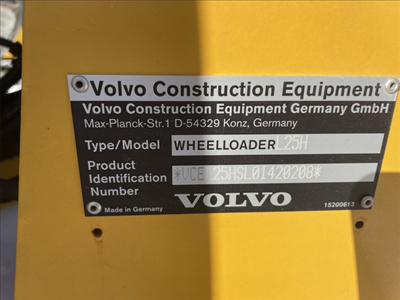 Volvo Construction Equipment
Volvo Construction Equipment Germany GmbH
Max-Planck-Str.1 D-54329 Konz, Germany
Type/Model WHEELLOADER L25H
Product Identification Number *VCE 25HSL01420208*
Made in Germany VOLVO 15200613